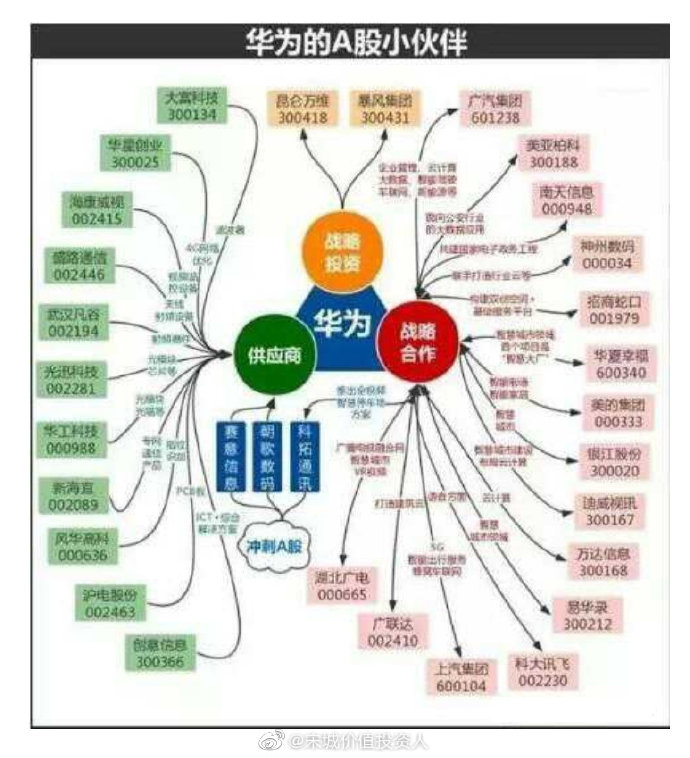 华为的A股小伙伴
大富科技
300134
昆仑万维
300418
暴风集团
300431
广汽集团
601238
华星创业
300025
美亚柏科
300188
海康威视
002415
南天信息
000948
盛路通信
002446
神州数码
000034
武汉凡谷
002194
招商蛇口
001979
光迅科技
002281
华夏幸福
600340
华工科技
000988
美的集团
000333
新海宜
002089
银江股份
300020
风华高科
000636
迪威视讯
300167
沪电股份
002463
万达信息
300168
创意信息
300366
易华录
300212
湖北广电
000665
广联达
002410
上汽集团
600104
科大讯飞
002230
战略
投资
华为
供应商
战略
合作
滤波器
4G网络
优化
视频监
控设备
天线
射频设备
射频器件
光模块
芯片等
光模块
光端等
专网
通信
产品
PCB板
ICT·综合
解决方案
企业管理、云计算
大数据、智能驾驶
车联网、新能源等
面向公安行业
的大数据应用
共建国家电子政务工程
联手打造行业云等
构建双创空间+
基础服务平台
智慧城市领域
首个项目是
“智慧大厂”
智能市场
智能家居
智慧
城市
智慧城市建设
布局云计算
云计算
智慧
城市领域
语音方案
5G
智能出行服务
蜂窝车联网
打造建筑云
广播电视融合网
智慧城市
VR视频
推出全视频
智慧停车场
方案
赛意信息
朝歌数码
科拓通讯
冲刺A股
@宋城价值投资人